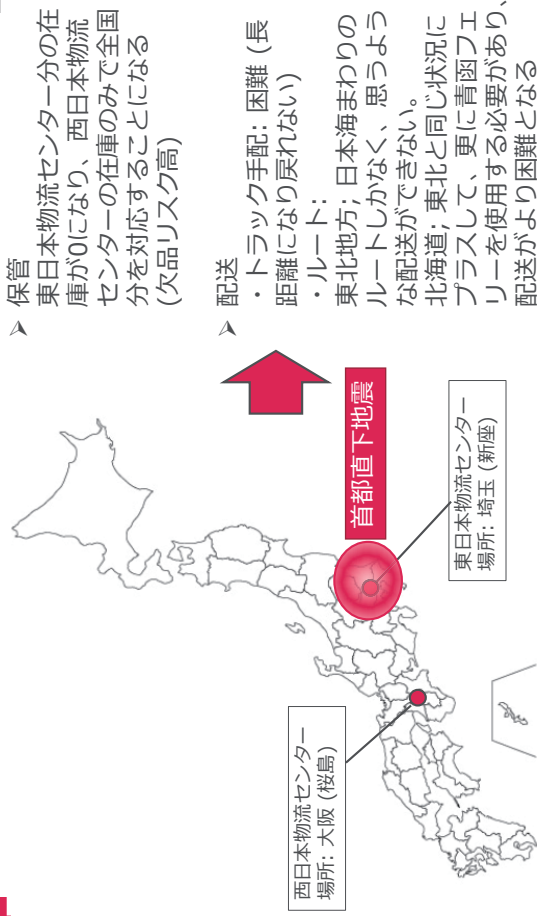 西日本物流センター
場所: 大阪 (桜島)
首都直下地震
東日本物流センター
場所: 埼玉 (新座)
➢ 保管
東日本物流センター分の在
庫が0になり、西日本物流
センターの在庫のみで全国
分を対応することになる
(欠品リスク高)
➢ 配送
・トラック手配: 困難 (長
距離になり戻れない)
・ルート:
東北地方; 日本海まわりの
ルートしかなく、思うよう
な配送ができない。
北海道; 東北と同じ状況に
プラスして、更に青函フェ
リーを使用する必要があり、
配送がより困難となる